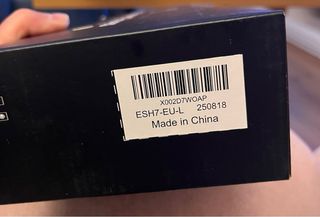 X002D7WOAP
ESH7-EU-L 250818
Made in China